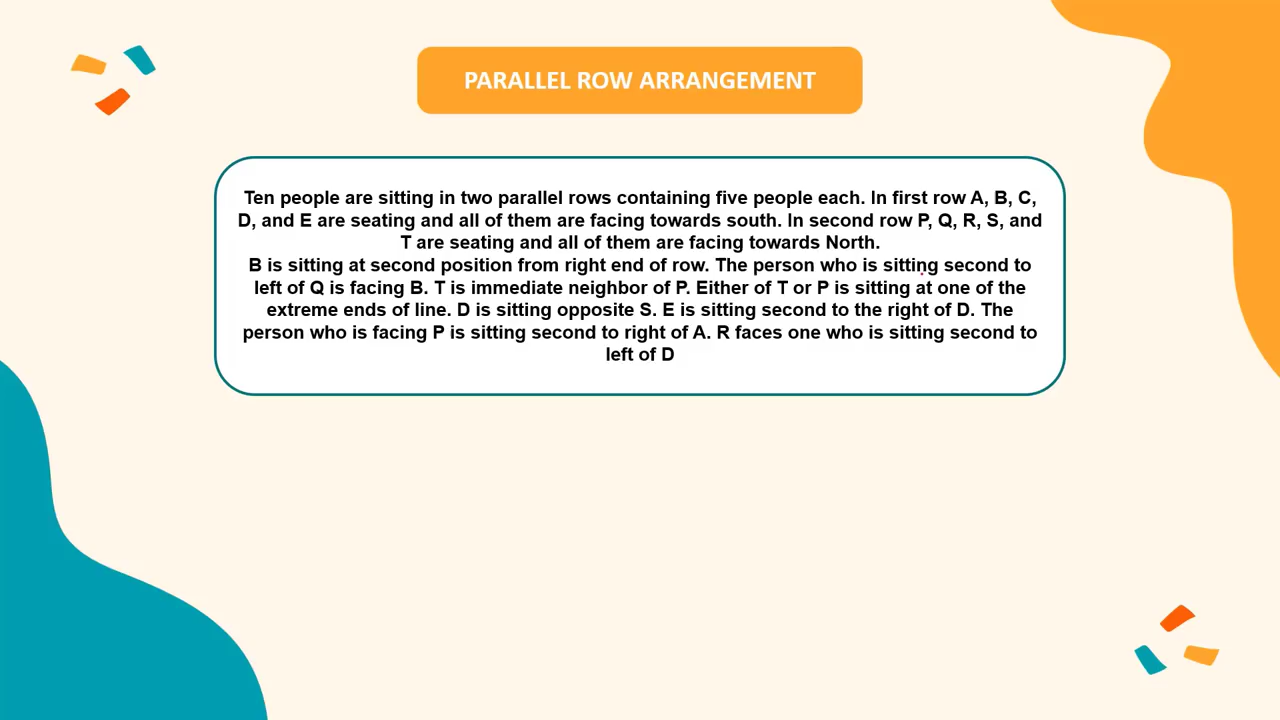 PARALLEL ROW ARRANGEMENT
Ten people are sitting in two parallel rows containing five people each. In first row A, B, C,
D, and E are seating and all of them are facing towards south. In second row P, Q, R, S, and
T are seating and all of them are facing towards North.
B is sitting at second position from right end of row. The person who is sitting second to
left of Q is facing B. T is immediate neighbor of P. Either of T or P is sitting at one of the
extreme ends of line. D is sitting opposite S. E is sitting second to the right of D. The
person who is facing P is sitting second to right of A. R faces one who is sitting second to
left of D